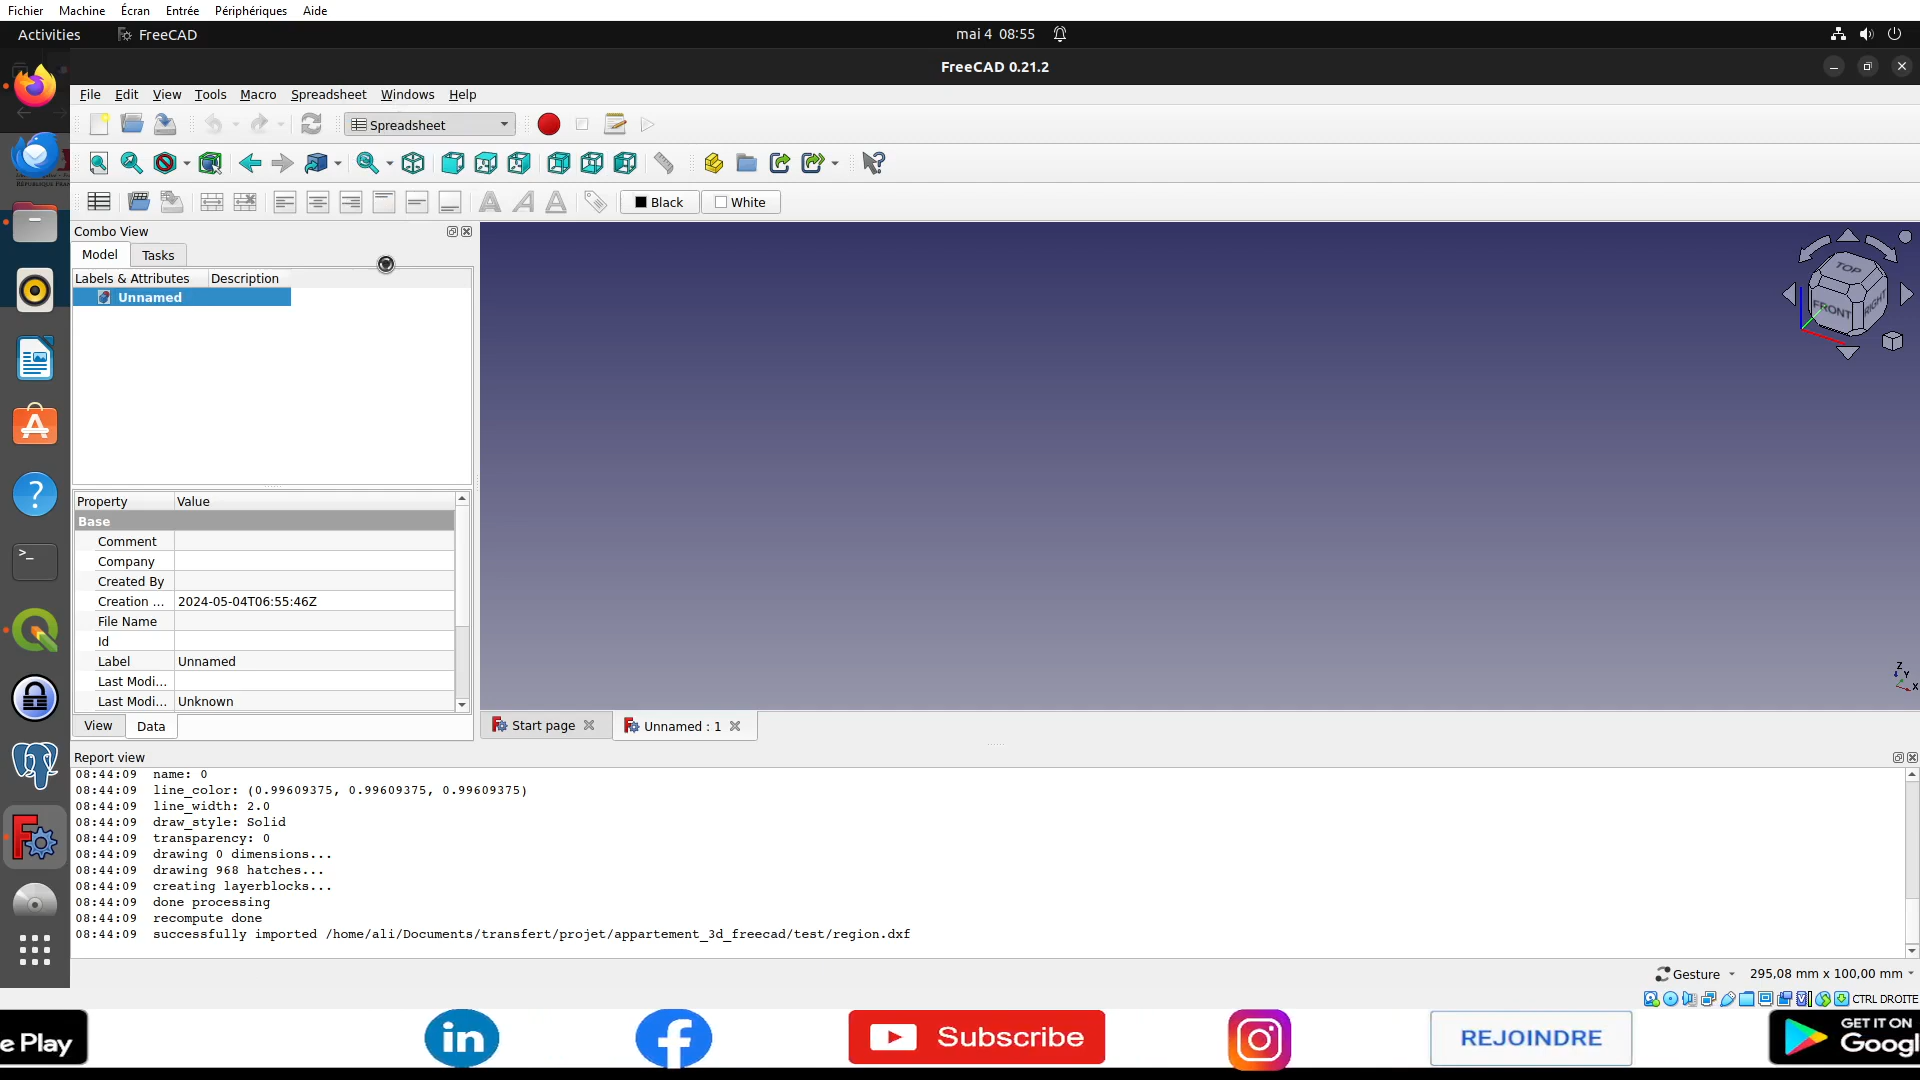 Fichier Machine Écran Entrée Périphériques Aide
Activities FreeCAD mai 4 08:55
FreeCAD 0.21.2
File Edit View Tools Macro Spreadsheet Windows Help
Spreadsheet
Black White
Combo View
Model Tasks
Labels & Attributes Description
Unnamed
TOP
FRONT RIGHT
Property Value
Base
Comment
Company
Created By
Creation ... 2024-05-04T06:55:46Z
File Name
Id
Label Unnamed
Last Modi...
Last Modi... Unknown
Z
Y
X
View Data
Start page Unnamed : 1
Report view
08:44:09 name: 0
08:44:09 line_color: (0.99609375, 0.99609375, 0.99609375)
08:44:09 line_width: 2.0
08:44:09 draw_style: Solid
08:44:09 transparency: 0
08:44:09 drawing 0 dimensions...
08:44:09 drawing 968 hatches...
08:44:09 creating layerblocks...
08:44:09 done processing
08:44:09 recompute done
08:44:09 successfully imported /home/ali/Documents/transfert/projet/appartement_3d_freecad/test/region.dxf
Gesture 295,08 mm x 100,00 mm
CTRL DROITE
e Play
in
Subscribe
REJOINDRE
GET IT ON
Googl